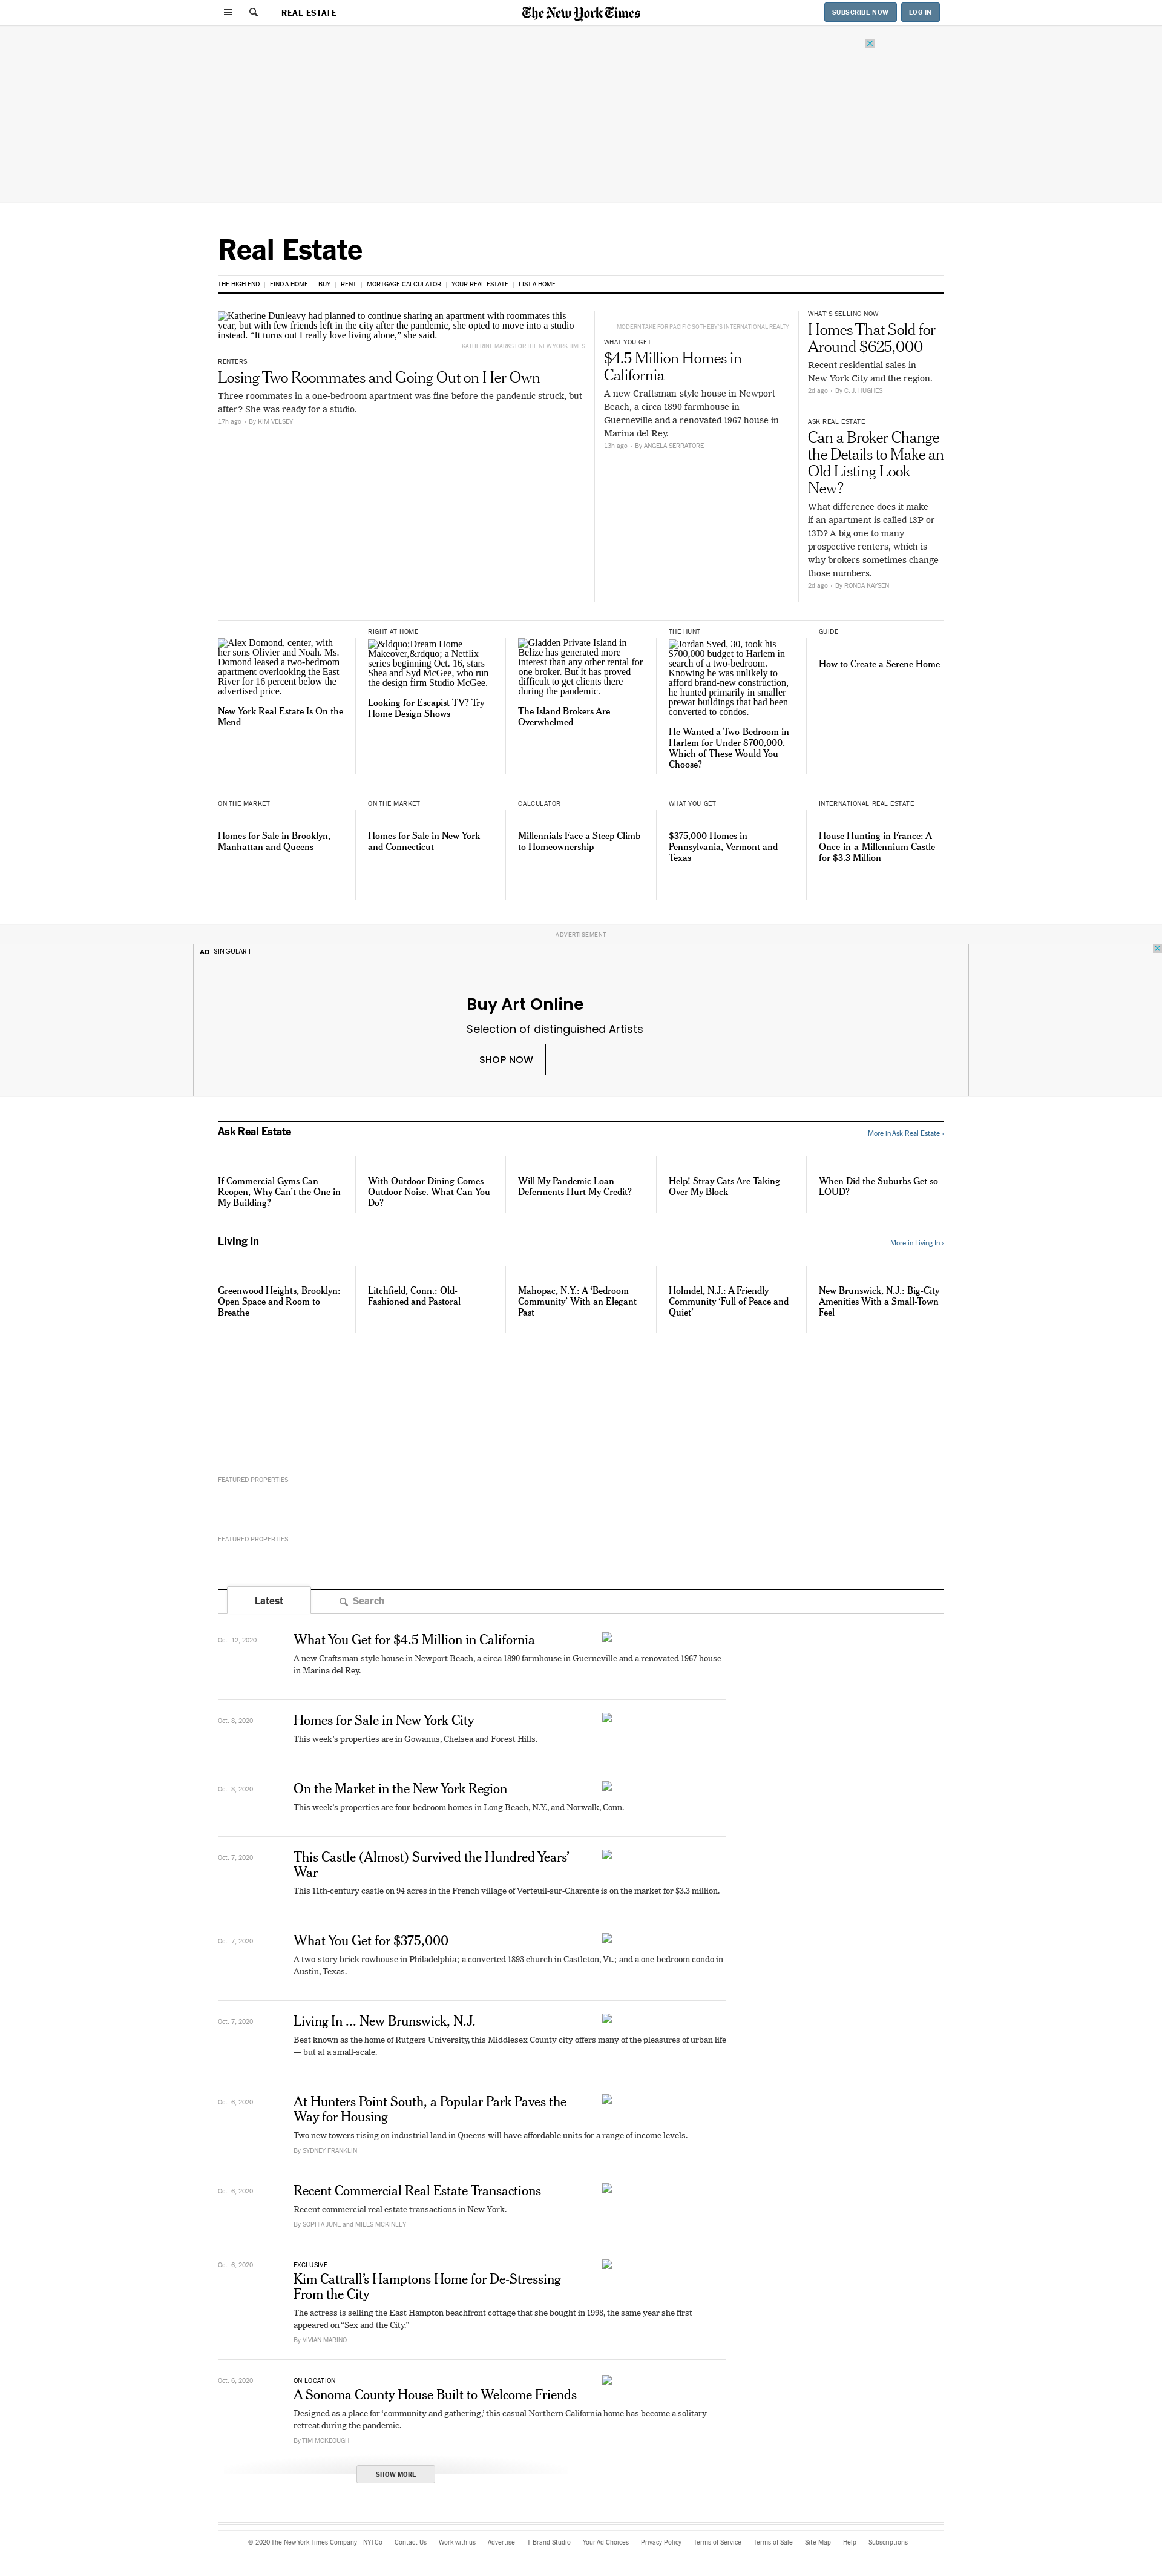 REAL ESTATE
The New York Times
SUBSCRIBE NOW
LOG IN
Real Estate
THE HIGH END
FIND A HOME
BUY
RENT
MORTGAGE CALCULATOR
YOUR REAL ESTATE
LIST A HOME
Katherine Dunleavy had planned to continue sharing an apartment with roommates this
year, but with few friends left in the city after the pandemic, she opted to move into a studio
instead. “It turns out I really love living alone,” she said.
KATHERINE MARKS FOR THE NEW YORK TIMES
RENTERS
Losing Two Roommates and Going Out on Her Own
Three roommates in a one-bedroom apartment was fine before the pandemic struck, but
after? She was ready for a studio.
17h ago • By KIM VELSEY
MODERN TAKE FOR PACIFIC SOTHEBY'S INTERNATIONAL REALTY
WHAT YOU GET
$4.5 Million Homes in
California
A new Craftsman-style house in Newport
Beach, a circa 1890 farmhouse in
Guerneville and a renovated 1967 house in
Marina del Rey.
13h ago • By ANGELA SERRATORE
WHAT'S SELLING NOW
Homes That Sold for
Around $625,000
Recent residential sales in
New York City and the region.
2d ago • By C. J. HUGHES
ASK REAL ESTATE
Can a Broker Change
the Details to Make an
Old Listing Look
New?
What difference does it make
if an apartment is called 13P or
13D? A big one to many
prospective renters, which is
why brokers sometimes change
those numbers.
2d ago • By RONDA KAYSEN
Alex Domond, center, with
her sons Olivier and Noah. Ms.
Domond leased a two-bedroom
apartment overlooking the East
River for 16 percent below the
advertised price.
New York Real Estate Is On the
Mend
RIGHT AT HOME
&ldquo;Dream Home
Makeover,&rdquo; a Netflix
series beginning Oct. 16, stars
Shea and Syd McGee, who run
the design firm Studio McGee.
Looking for Escapist TV? Try
Home Design Shows
Gladden Private Island in
Belize has generated more
interest than any other rental for
one broker. But it has proved
difficult to get clients there
during the pandemic.
The Island Brokers Are
Overwhelmed
THE HUNT
Jordan Sved, 30, took his
$700,000 budget to Harlem in
search of a two-bedroom.
Knowing he was unlikely to
afford brand-new construction,
he hunted primarily in smaller
prewar buildings that had been
converted to condos.
He Wanted a Two-Bedroom in
Harlem for Under $700,000.
Which of These Would You
Choose?
GUIDE
How to Create a Serene Home
ON THE MARKET
Homes for Sale in Brooklyn,
Manhattan and Queens
ON THE MARKET
Homes for Sale in New York
and Connecticut
CALCULATOR
Millennials Face a Steep Climb
to Homeownership
WHAT YOU GET
$375,000 Homes in
Pennsylvania, Vermont and
Texas
INTERNATIONAL REAL ESTATE
House Hunting in France: A
Once-in-a-Millennium Castle
for $3.3 Million
ADVERTISEMENT
AD SINGULART
Buy Art Online
Selection of distinguished Artists
SHOP NOW
Ask Real Estate
More in Ask Real Estate ›
If Commercial Gyms Can
Reopen, Why Can't the One in
My Building?
With Outdoor Dining Comes
Outdoor Noise. What Can You
Do?
Will My Pandemic Loan
Deferments Hurt My Credit?
Help! Stray Cats Are Taking
Over My Block
When Did the Suburbs Get so
LOUD?
Living In
More in Living In ›
Greenwood Heights, Brooklyn:
Open Space and Room to
Breathe
Litchfield, Conn.: Old-
Fashioned and Pastoral
Mahopac, N.Y.: A ‘Bedroom
Community’ With an Elegant
Past
Holmdel, N.J.: A Friendly
Community ‘Full of Peace and
Quiet’
New Brunswick, N.J.: Big-City
Amenities With a Small-Town
Feel
FEATURED PROPERTIES
FEATURED PROPERTIES
Latest
Search
Oct. 12, 2020
What You Get for $4.5 Million in California
A new Craftsman-style house in Newport Beach, a circa 1890 farmhouse in Guerneville and a renovated 1967 house
in Marina del Rey.
Oct. 8, 2020
Homes for Sale in New York City
This week's properties are in Gowanus, Chelsea and Forest Hills.
Oct. 8, 2020
On the Market in the New York Region
This week's properties are four-bedroom homes in Long Beach, N.Y., and Norwalk, Conn.
Oct. 7, 2020
This Castle (Almost) Survived the Hundred Years’
War
This 11th-century castle on 94 acres in the French village of Verteuil-sur-Charente is on the market for $3.3 million.
Oct. 7, 2020
What You Get for $375,000
A two-story brick rowhouse in Philadelphia; a converted 1893 church in Castleton, Vt.; and a one-bedroom condo in
Austin, Texas.
Oct. 7, 2020
Living In ... New Brunswick, N.J.
Best known as the home of Rutgers University, this Middlesex County city offers many of the pleasures of urban life
— but at a small-scale.
Oct. 6, 2020
At Hunters Point South, a Popular Park Paves the
Way for Housing
Two new towers rising on industrial land in Queens will have affordable units for a range of income levels.
By SYDNEY FRANKLIN
Oct. 6, 2020
Recent Commercial Real Estate Transactions
Recent commercial real estate transactions in New York.
By SOPHIA JUNE and MILES MCKINLEY
Oct. 6, 2020
EXCLUSIVE
Kim Cattrall’s Hamptons Home for De-Stressing
From the City
The actress is selling the East Hampton beachfront cottage that she bought in 1998, the same year she first
appeared on “Sex and the City.”
By VIVIAN MARINO
Oct. 6, 2020
ON LOCATION
A Sonoma County House Built to Welcome Friends
Designed as a place for ‘community and gathering,’ this casual Northern California home has become a solitary
retreat during the pandemic.
By TIM MCKEOUGH
SHOW MORE
© 2020 The New York Times Company
NYTCo
Contact Us
Work with us
Advertise
T Brand Studio
Your Ad Choices
Privacy Policy
Terms of Service
Terms of Sale
Site Map
Help
Subscriptions